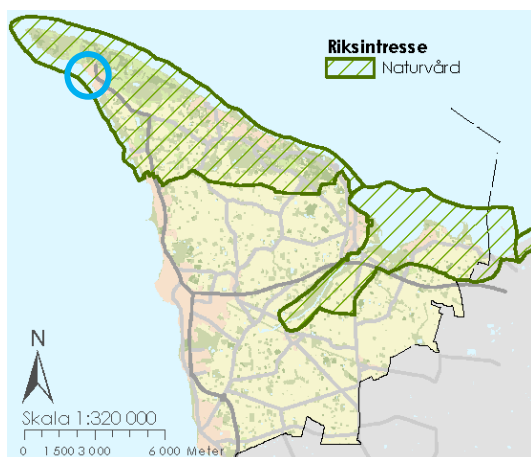 Riksintresse
Naturvård
N
Skala 1:320 000
0 1 500 3 000 6 000 Meter